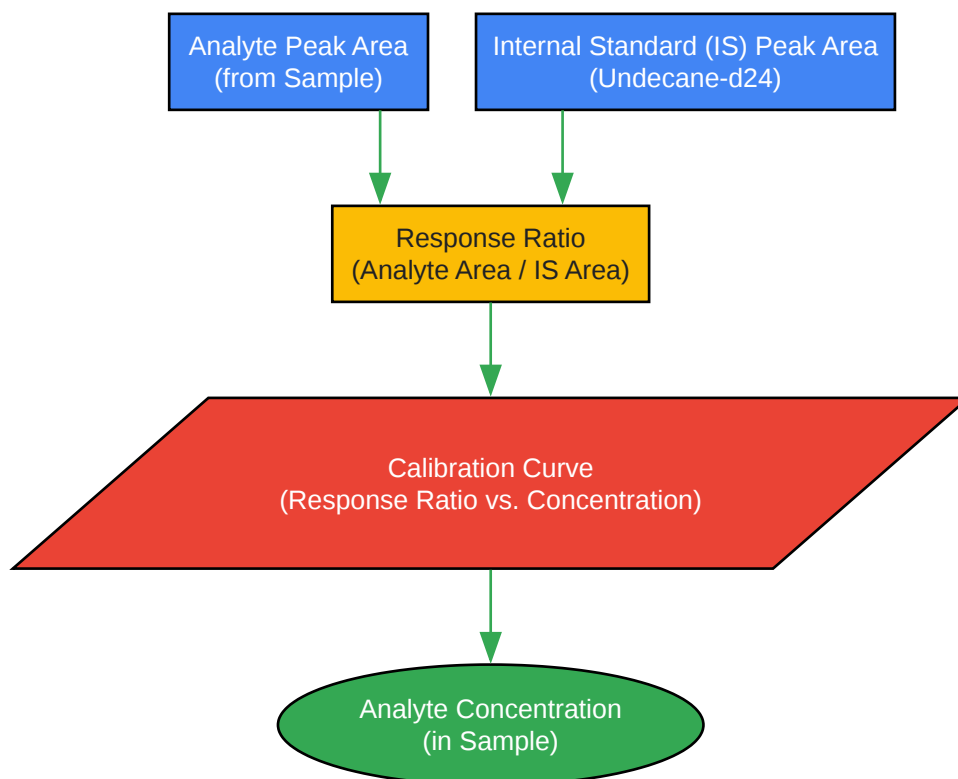 Analyte Peak Area
(from Sample)
Internal Standard (IS) Peak Area
(Undecane-d24)
Response Ratio
(Analyte Area / IS Area)
Calibration Curve
(Response Ratio vs. Concentration)
Analyte Concentration
(in Sample)